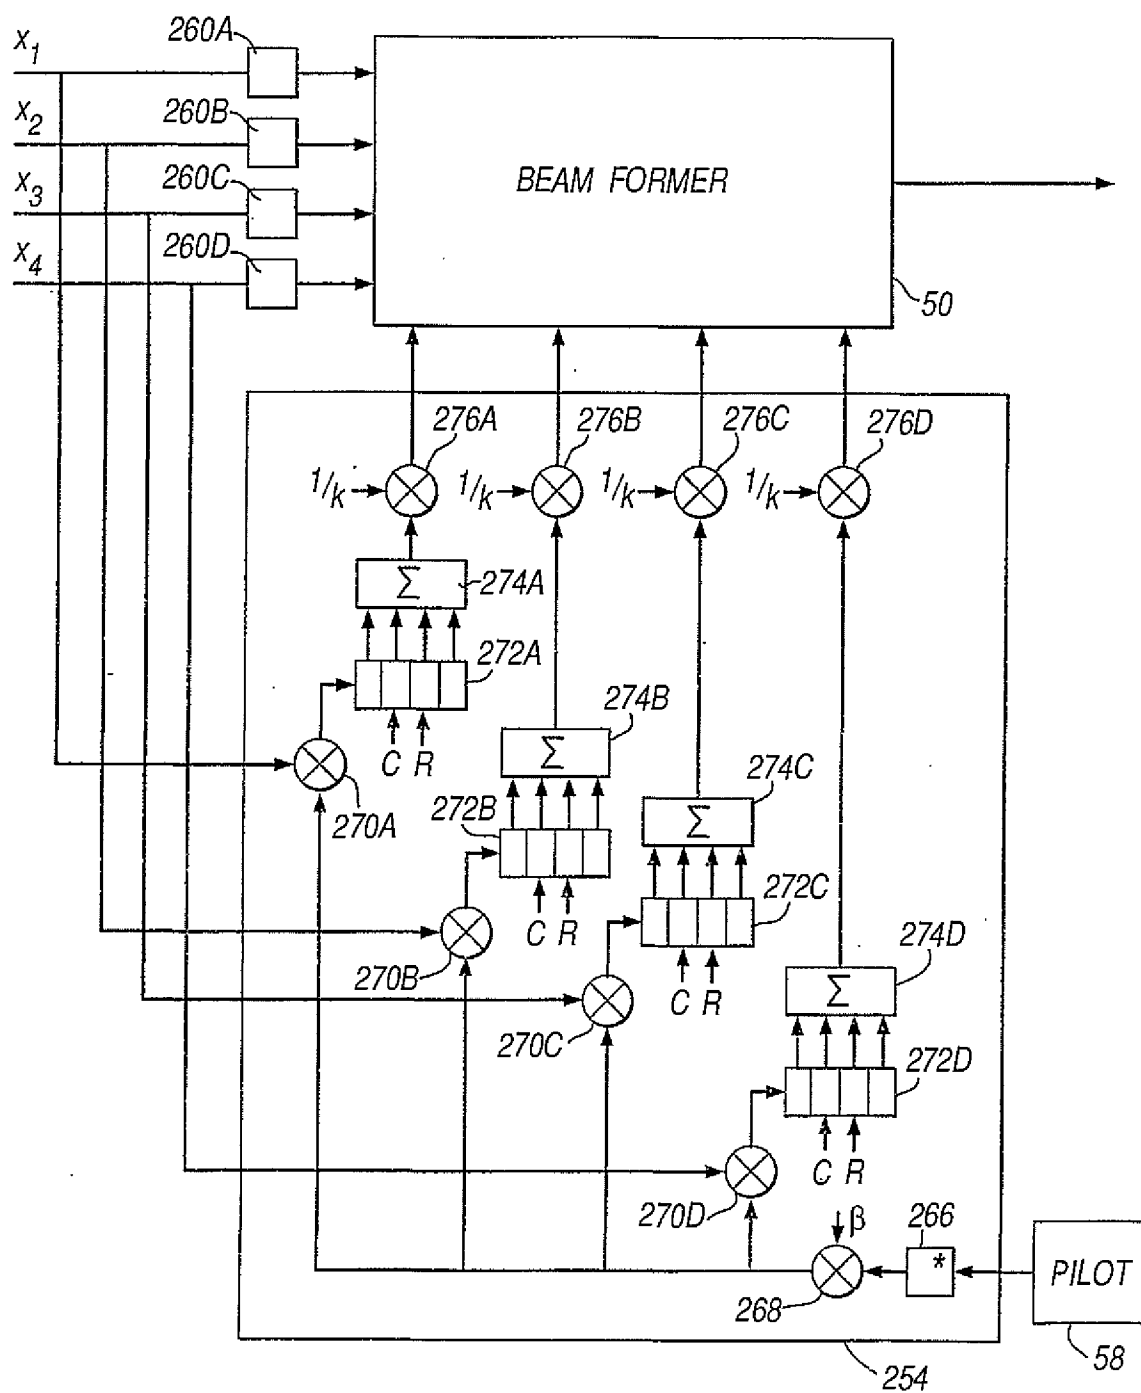 x1 260A
x2 260B
x3 260C
x4 260D
BEAM FORMER
50
276A 276B 276C 276D
1/k 1/k 1/k 1/k
Σ 274A
272A
C R
270A
274B
Σ
272B
C R
270B
274C
Σ
272C
C R
270C
274D
Σ
272D
C R
270D
β
266
*
268
PILOT
58
254